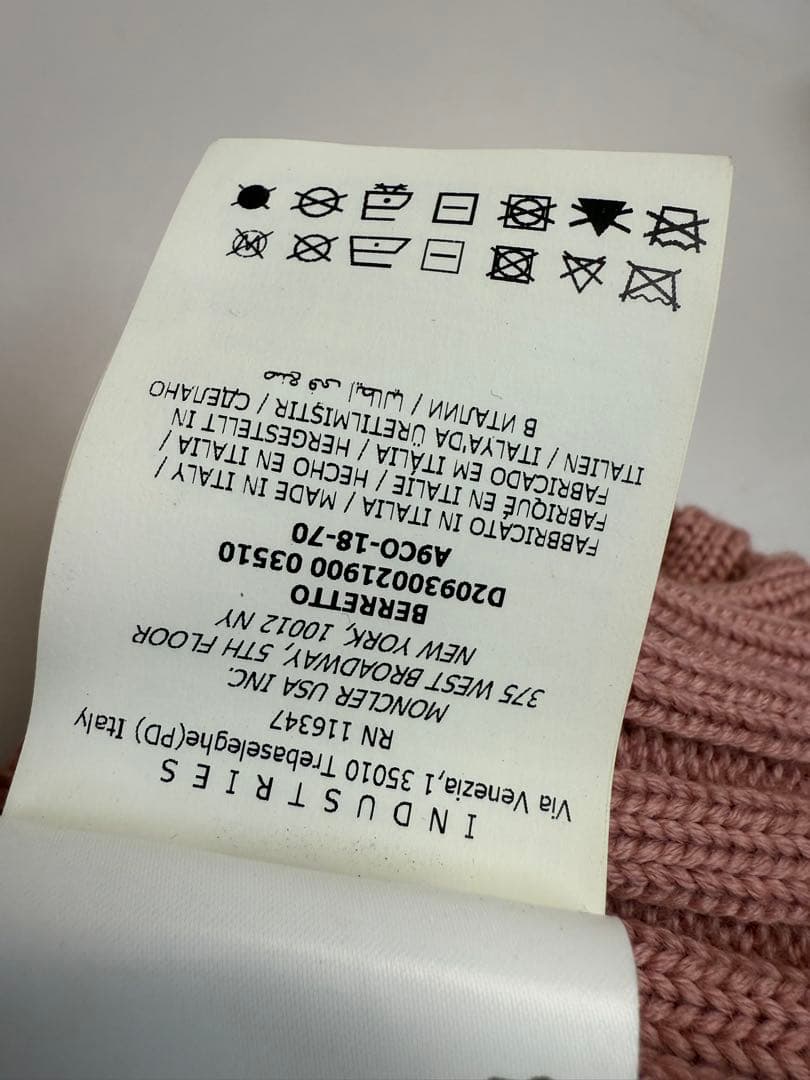 INDUSTRIES
Via Venezia,1 35010 Trebaseleghe(PD) Italy
RN 116347
MONCLER USA INC.
375 WEST BROADWAY, 5TH FLOOR
NEW YORK, 10012 NY
BERRETTO
D20930021900 03510
A9CO-18-70
FABBRICATO IN ITALIA / MADE IN ITALY /
FABRIQUÉ EN ITALIE / HECHO EN ITALIA /
FABRICADO EM ITÁLIA / HERGESTELLT IN
ITALIEN / ITALYA'DA ÜRETILMIŞTIR / СДЕЛАНО
В ИТАЛИИ / صنع في إيطاليا